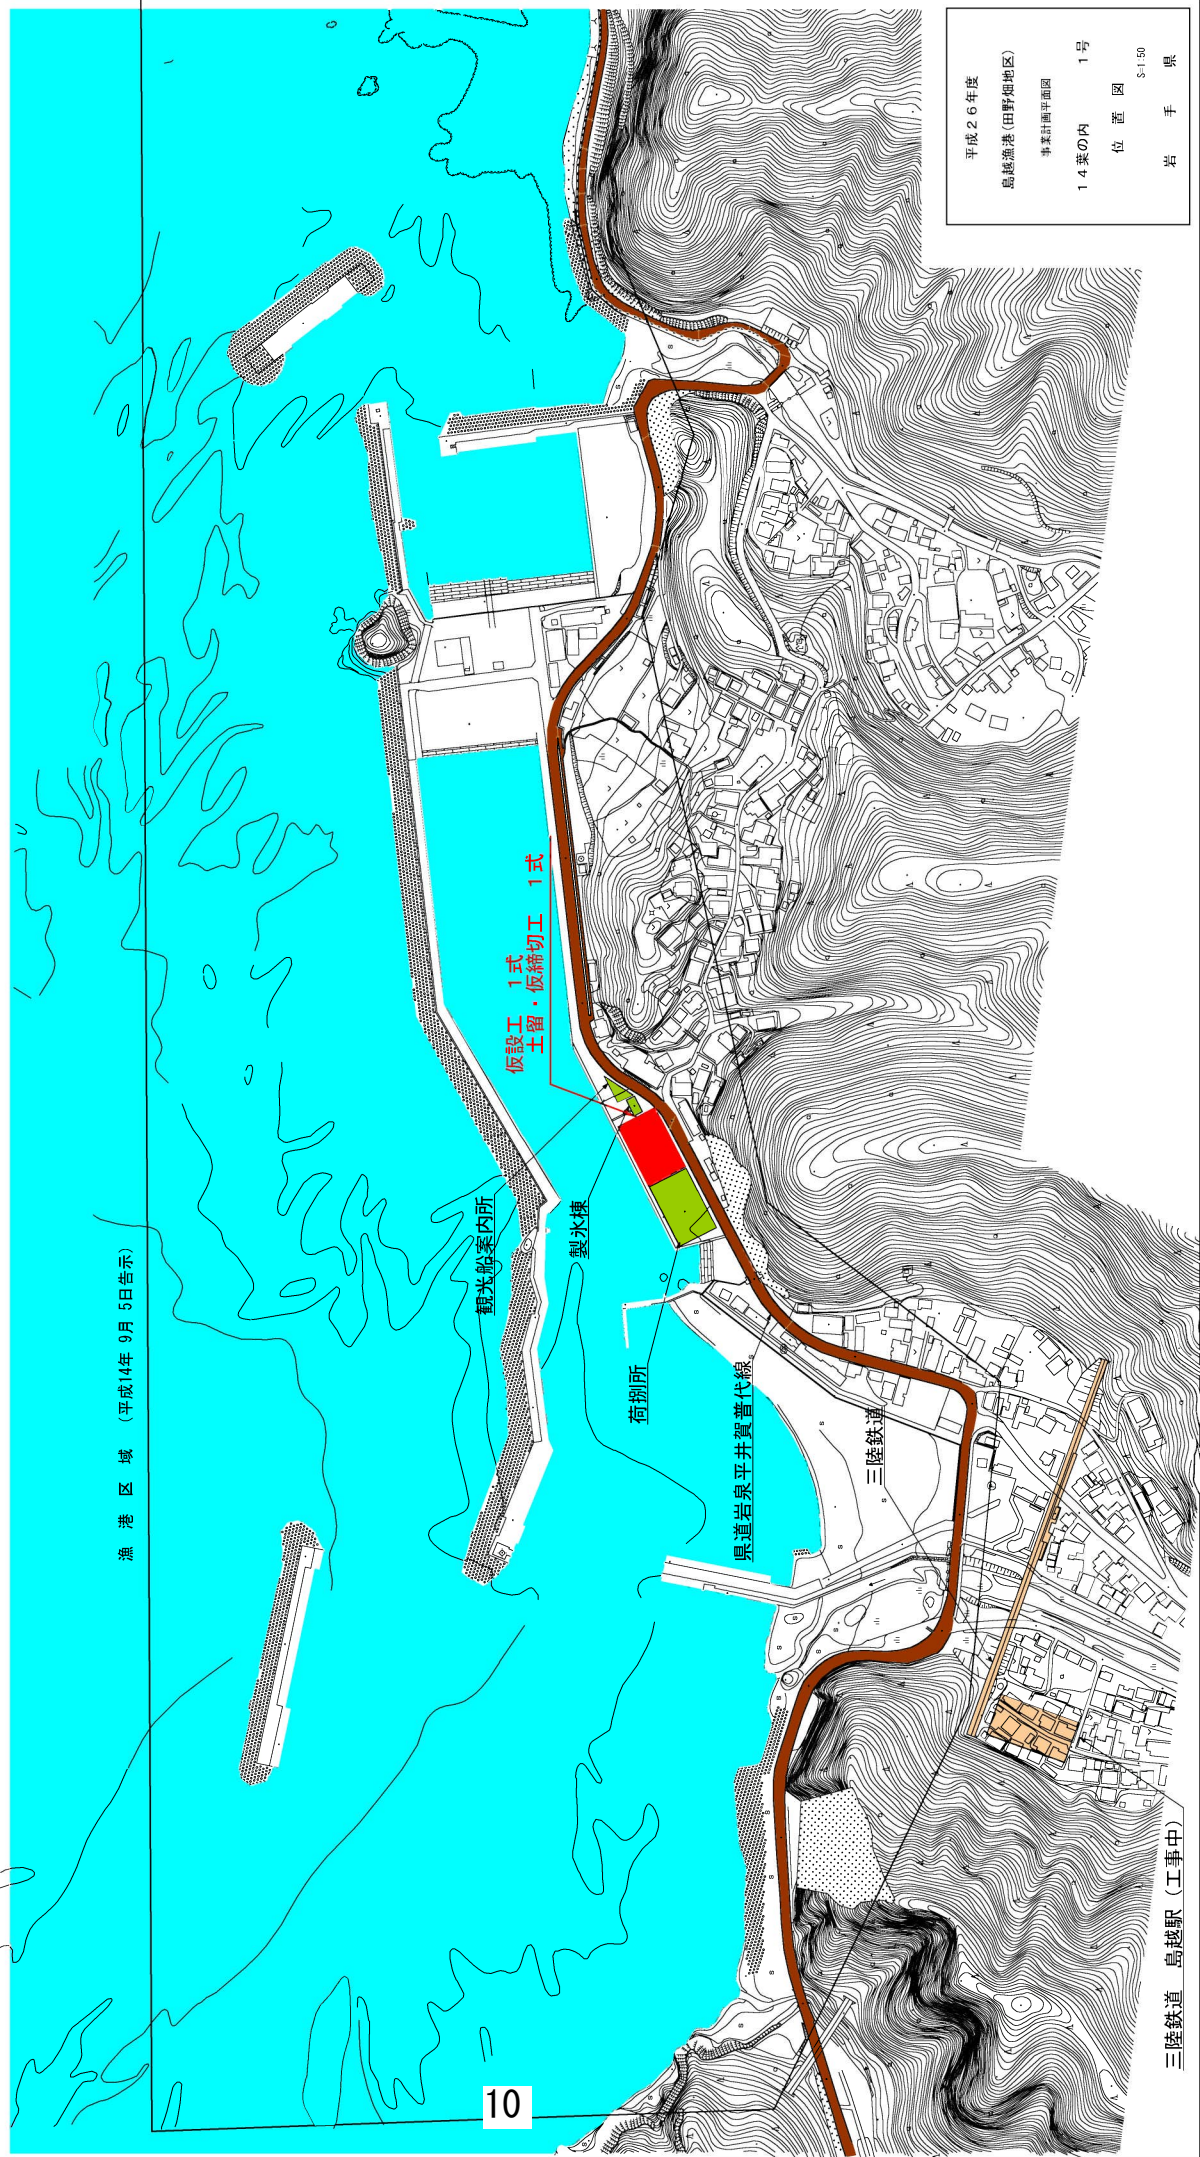 平成２６年度
島越漁港（田野畑地区）
事業計画平面図
１４葉の内　１号
位　置　図
S=1:50
岩　手　県
漁　港　区　域　（平成14年 9月 5日告示）
仮設工　１式
土留・仮締切工　１式
観光船案内所
製氷棟
荷捌所
県道岩泉平井賀普代線
三陸鉄道
三陸鉄道　島越駅（工事中）
10